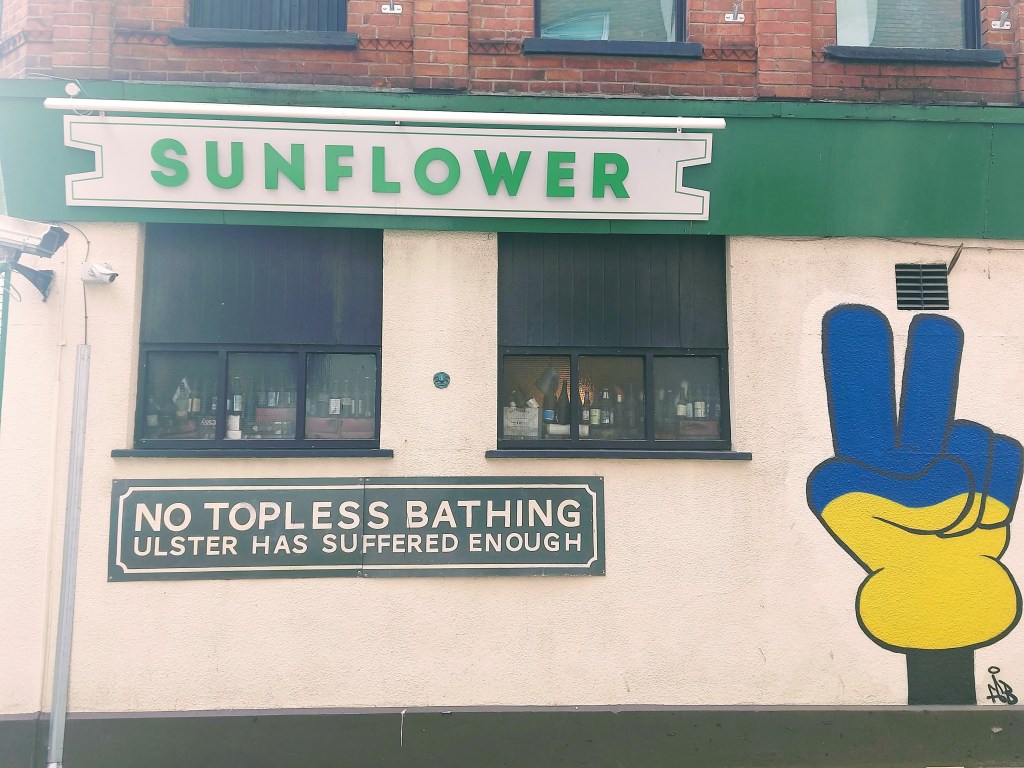 SUNFLOWER
NO TOPLESS BATHING
ULSTER HAS SUFFERED ENOUGH